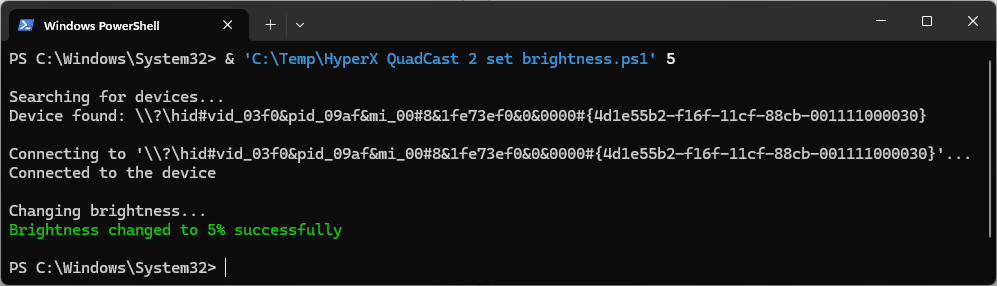 Windows PowerShell
PS C:\Windows\System32> & 'C:\Temp\HyperX QuadCast 2 set brightness.ps1' 5
Searching for devices...
Device found: \\?\hid#vid_03f0&pid_09af&mi_00#8&1fe73ef0&0&0000#{4d1e55b2-f16f-11cf-88cb-001111000030}
Connecting to '\\?\hid#vid_03f0&pid_09af&mi_00#8&1fe73ef0&0&0000#{4d1e55b2-f16f-11cf-88cb-001111000030}'...
Connected to the device
Changing brightness...
Brightness changed to 5% successfully
PS C:\Windows\System32>